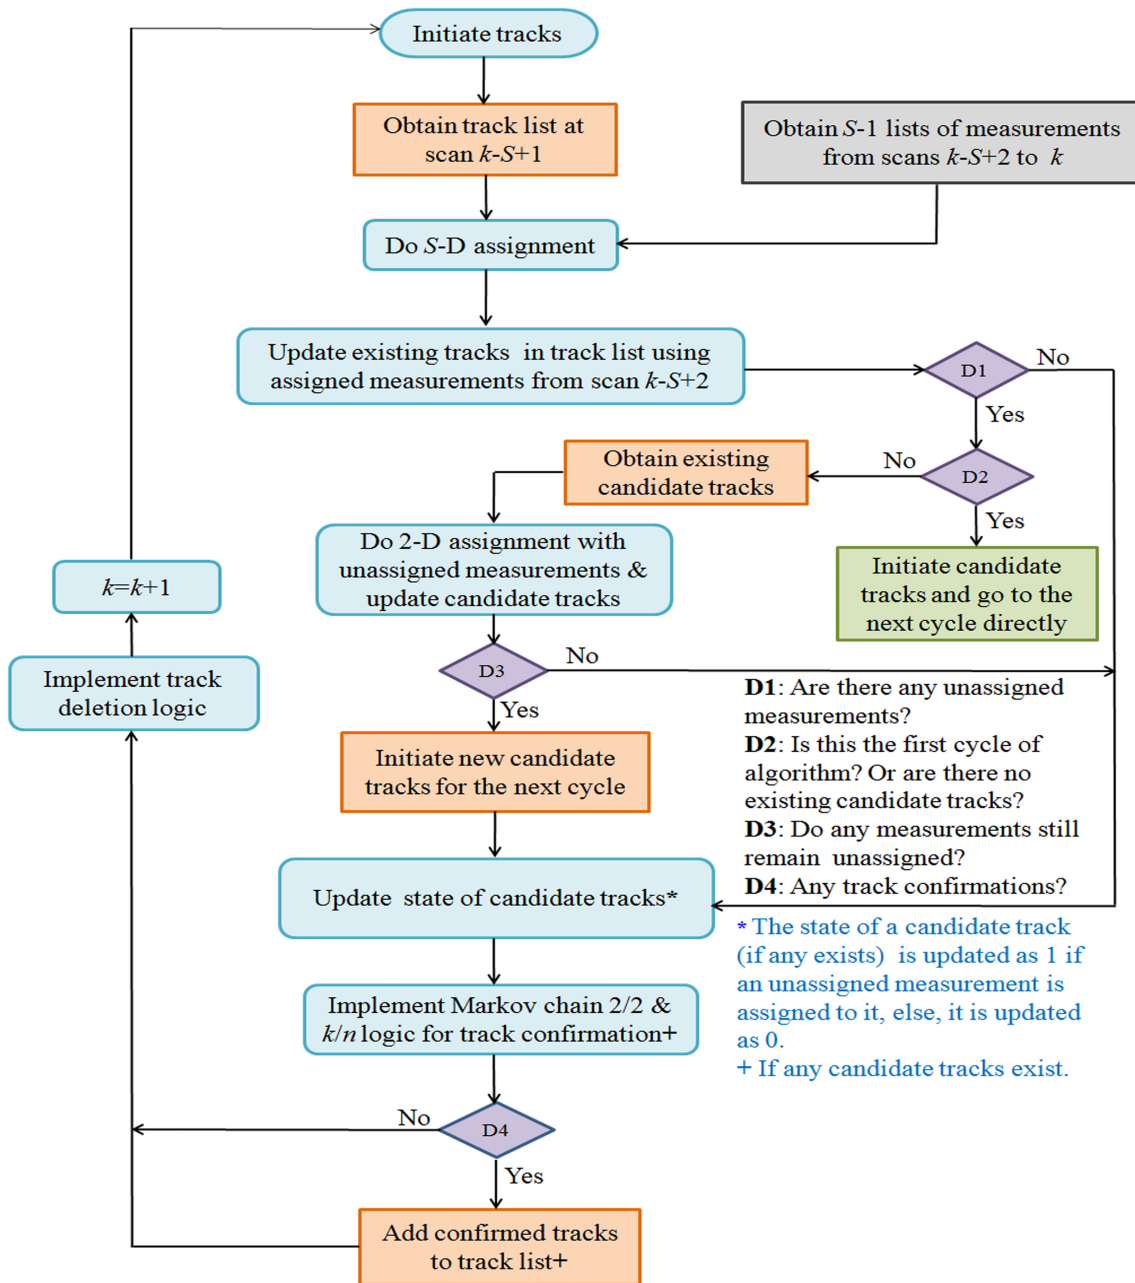 Initiate tracks
Obtain track list at
scan k-S+1
Obtain S-1 lists of measurements
from scans k-S+2 to k
Do S-D assignment
Update existing tracks in track list using
assigned measurements from scan k-S+2
D1
No
Yes
D2
No
Yes
Obtain existing
candidate tracks
Initiate candidate
tracks and go to the
next cycle directly
Do 2-D assignment with
unassigned measurements &
update candidate tracks
k=k+1
Implement track
deletion logic
D3
No
Yes
Initiate new candidate
tracks for the next cycle
D1: Are there any unassigned
measurements?
D2: Is this the first cycle of
algorithm? Or are there no
existing candidate tracks?
D3: Do any measurements still
remain unassigned?
D4: Any track confirmations?
Update state of candidate tracks*
* The state of a candidate track
(if any exists) is updated as 1 if
an unassigned measurement is
assigned to it, else, it is updated
as 0.
+ If any candidate tracks exist.
Implement Markov chain 2/2 &
k/n logic for track confirmation+
D4
No
Yes
Add confirmed tracks
to track list+